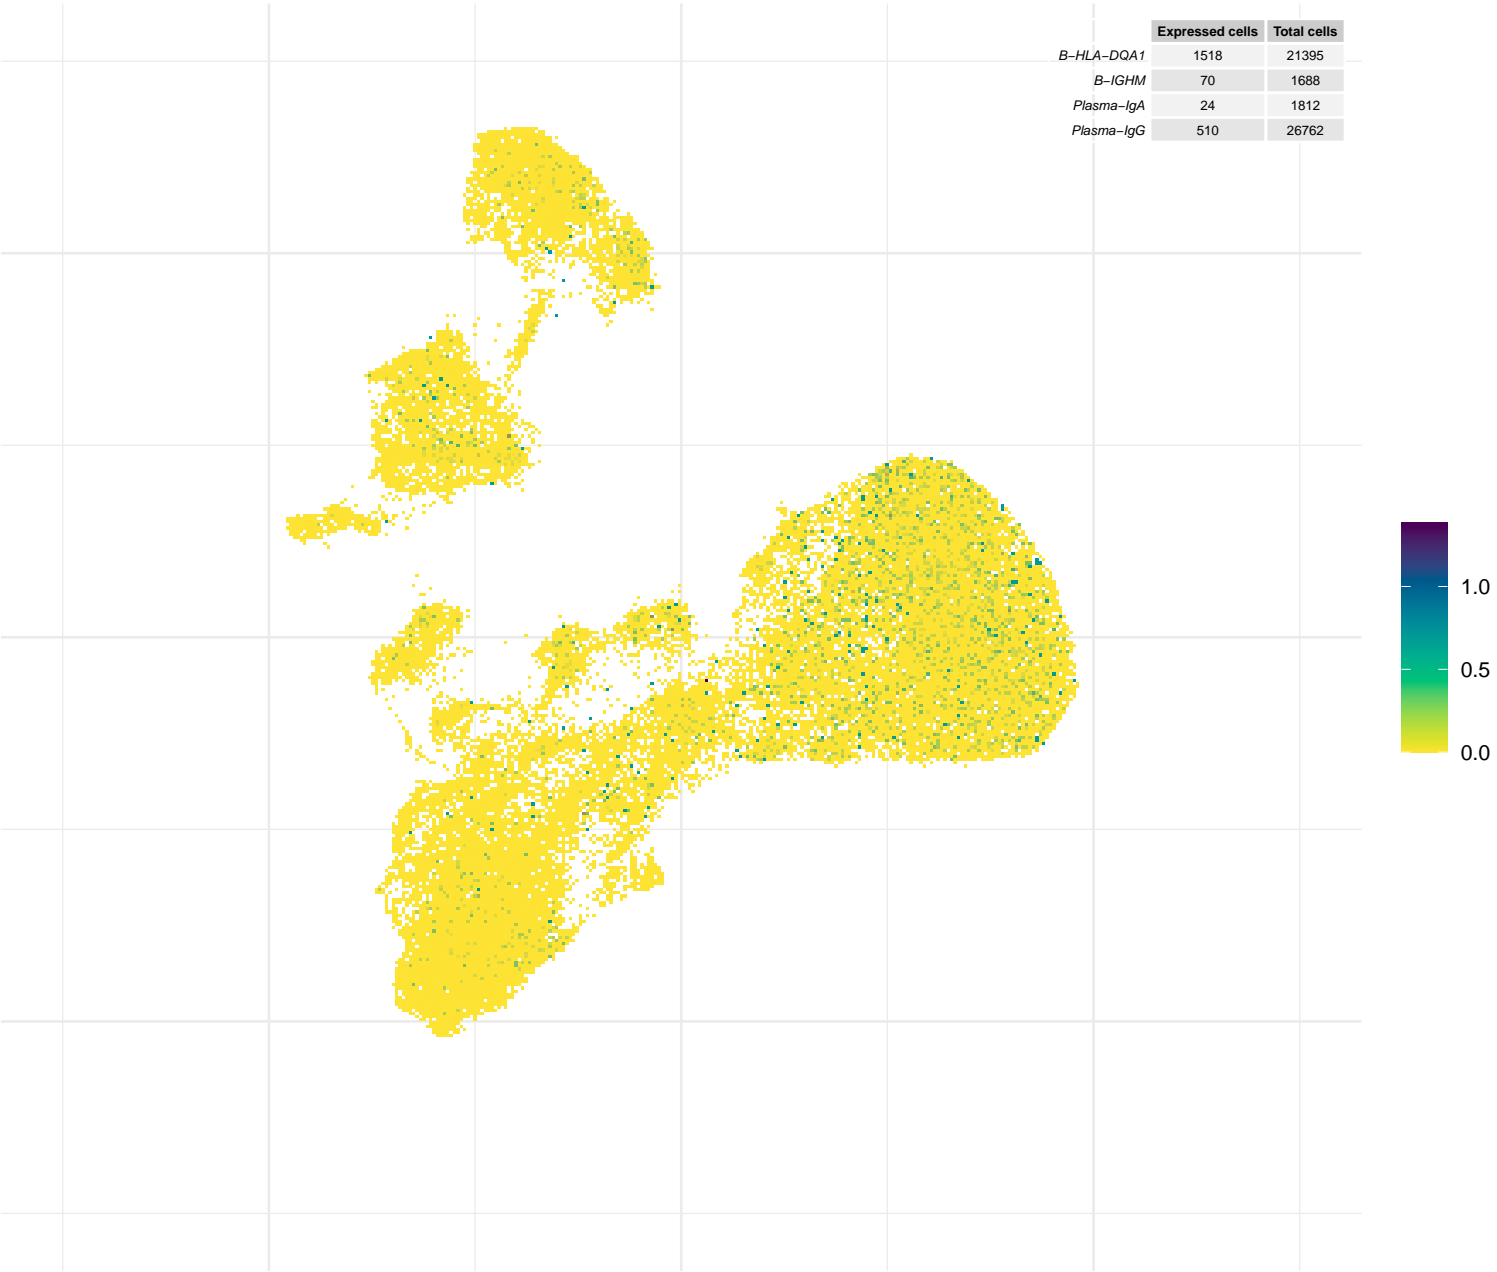 Expressed cells Total cells
B−HLA−DQA1 1518 21395
B−IGHM 70 1688
Plasma−IgA 24 1812
Plasma−IgG 510 26762
1.0
0.5
0.0